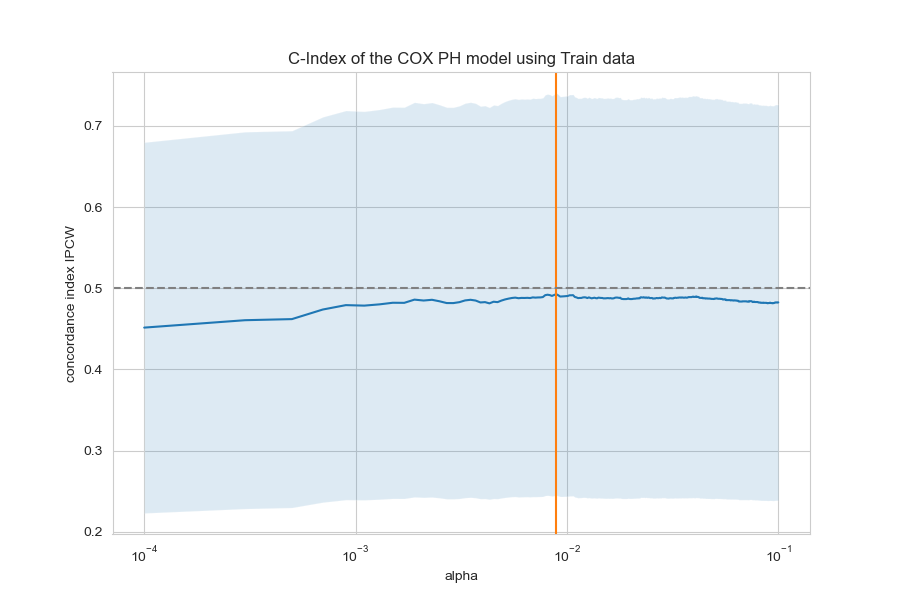 C-Index of the COX PH model using Train data
concordance index IPCW
0.7
0.6
0.5
0.4
0.3
0.2
10⁻⁴ 10⁻³ 10⁻² 10⁻¹
alpha